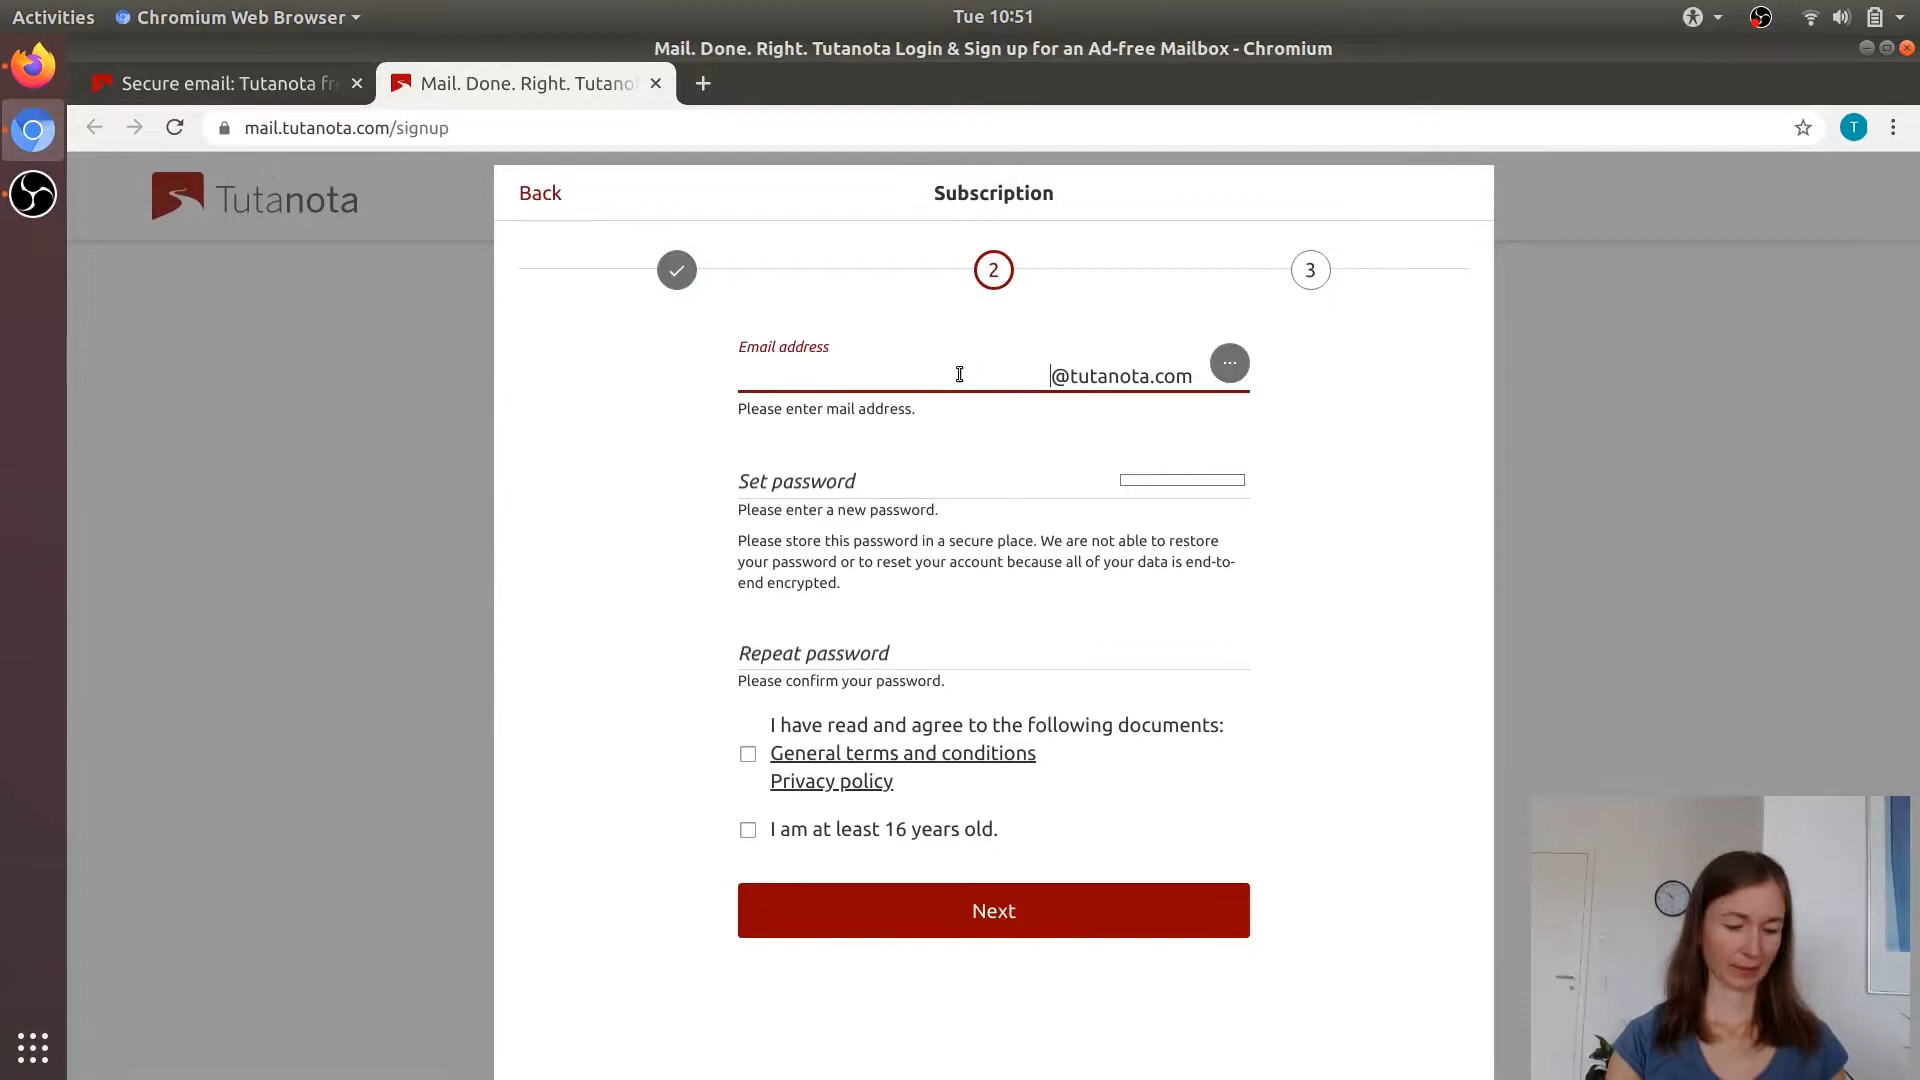 Activities
Chromium Web Browser
Tue 10:51
Mail. Done. Right. Tutanota Login & Sign up for an Ad-free Mailbox - Chromium
Secure email: Tutanota fr
Mail. Done. Right. Tutano
T
mail.tutanota.com/signup
Tutanota
Back
Subscription
2
3
Email address
@tutanota.com
Please enter mail address.
Set password
Please enter a new password.
Please store this password in a secure place. We are not able to restore
your password or to reset your account because all of your data is end-to-
end encrypted.
Repeat password
Please confirm your password.
I have read and agree to the following documents:
General terms and conditions
Privacy policy
I am at least 16 years old.
Next